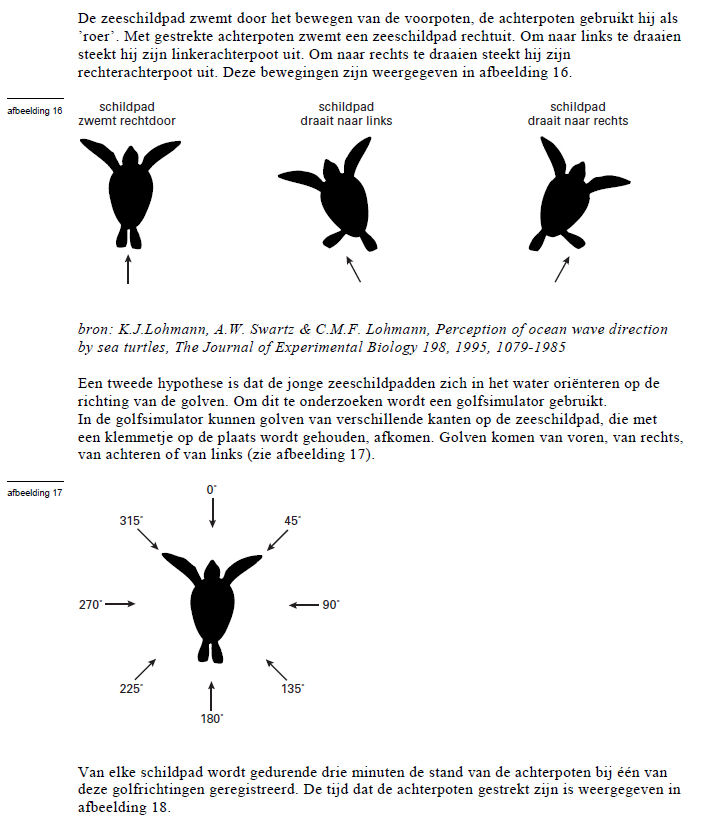 De zeeschildpad zwemt door het bewegen van de voorpoten, de achterpoten gebruikt hij als
’roer’. Met gestrekte achterpoten zwemt een zeeschildpad rechtuit. Om naar links te draaien
steekt hij zijn linkerachterpoot uit. Om naar rechts te draaien steekt hij zijn
rechterachterpoot uit. Deze bewegingen zijn weergegeven in afbeelding 16.
afbeelding 16
schildpad
zwemt rechtdoor
schildpad
draait naar links
schildpad
draait naar rechts
bron: K.J.Lohmann, A.W. Swartz & C.M.F. Lohmann, Perception of ocean wave direction
by sea turtles, The Journal of Experimental Biology 198, 1995, 1079-1985
Een tweede hypothese is dat de jonge zeeschildpadden zich in het water oriënteren op de
richting van de golven. Om dit te onderzoeken wordt een golfsimulator gebruikt.
In de golfsimulator kunnen golven van verschillende kanten op de zeeschildpad, die met
een klemmetje op de plaats wordt gehouden, afkomen. Golven komen van voren, van rechts,
van achteren of van links (zie afbeelding 17).
afbeelding 17
0°
315°
45°
270°
90°
225°
135°
180°
Van elke schildpad wordt gedurende drie minuten de stand van de achterpoten bij één van
deze golfrichtingen geregistreerd. De tijd dat de achterpoten gestrekt zijn is weergegeven in
afbeelding 18.